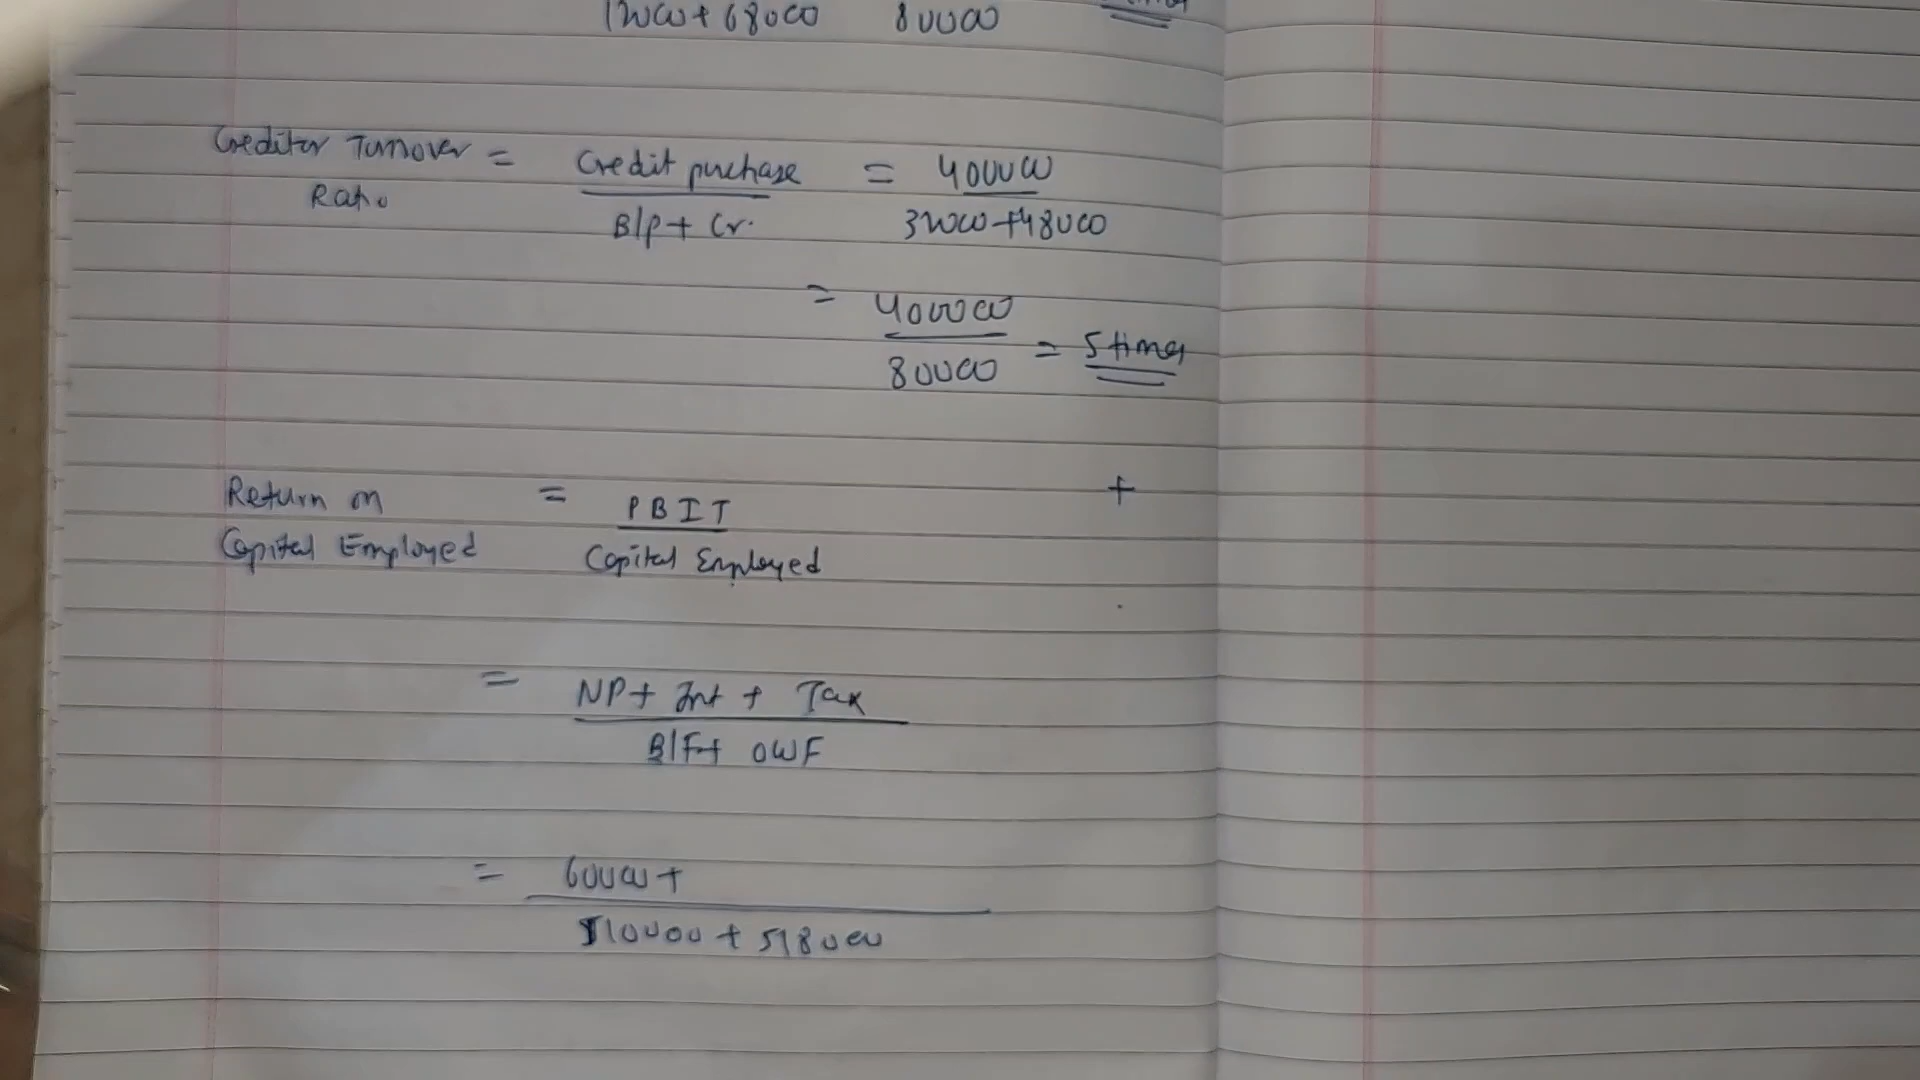 12000 + 68000 80000
Creditor Turnover Ratio = Credit purchase / B/P + Cr. = 400000 / 32000 + 48000
= 400000 / 80000 = 5 times
Return on Capital Employed = PBIT / Capital Employed
+
= NP + Int + Tax / B/F + OWF
= 60000 + / 110000 + 518000